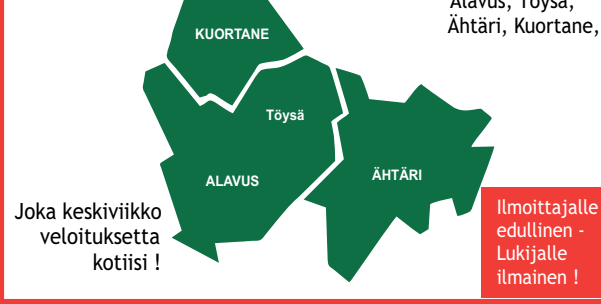 Alavus, Töysä,
Ähtäri, Kuortane,
KUORTANE
Töysä
ALAVUS
ÄHTÄRI
Joka keskiviikko
veloituksetta
kotiisi !
Ilmoittajalle
edullinen -
Lukijalle
ilmainen !